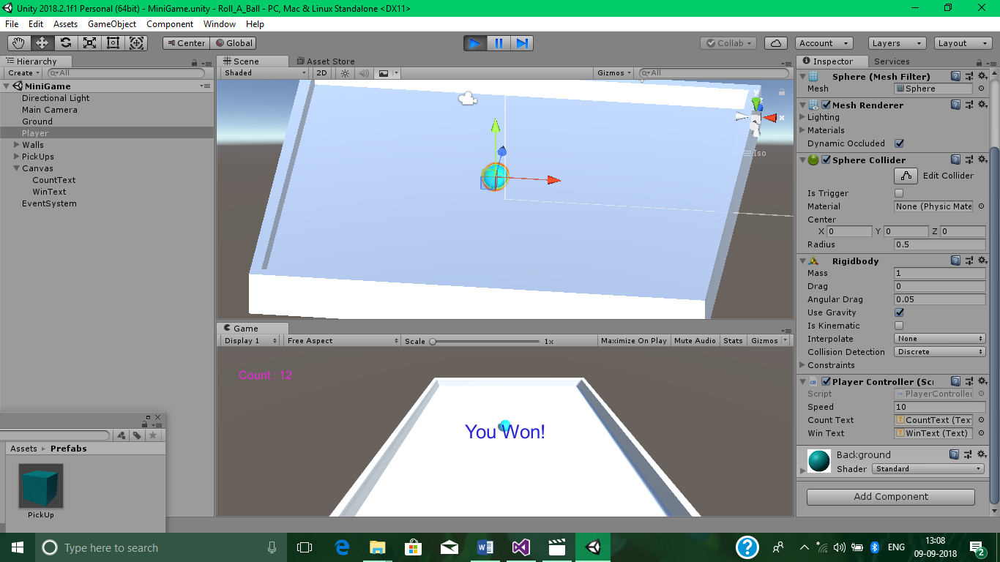 Unity 2018.2.1f1 Personal (64bit) - MiniGame.unity - Roll_A_Ball - PC, Mac & Linux Standalone <DX11>
File Edit Assets GameObject Component Window Help
Center Global Collab Account Layers Layout
Hierarchy
Create All
MiniGame
Directional Light
Main Camera
Ground
Player
Walls
PickUps
Canvas
CountText
WinText
EventSystem
Scene Asset Store
Shaded 2D Gizmos All
y
z
x
Iso
Game
Display 1 Free Aspect Scale 1x Maximize On Play Mute Audio Stats Gizmos
Count : 12
You Won!
Inspector Services
Sphere (Mesh Filter)
Mesh Sphere
Mesh Renderer
Lighting
Materials
Dynamic Occluded
Sphere Collider
Edit Collider
Is Trigger
Material None (Physic Mate
Center
X 0 Y 0 Z 0
Radius 0.5
Rigidbody
Mass 1
Drag 0
Angular Drag 0.05
Use Gravity
Is Kinematic
Interpolate None
Collision Detection Discrete
Constraints
c#
Player Controller (Sc
Script PlayerController
Speed 10
Count Text CountText (Text
Win Text WinText (Text)
Background
Shader Standard
Add Component
Assets Prefabs
PickUp
Type here to search
ENG
13:08
09-09-2018
2